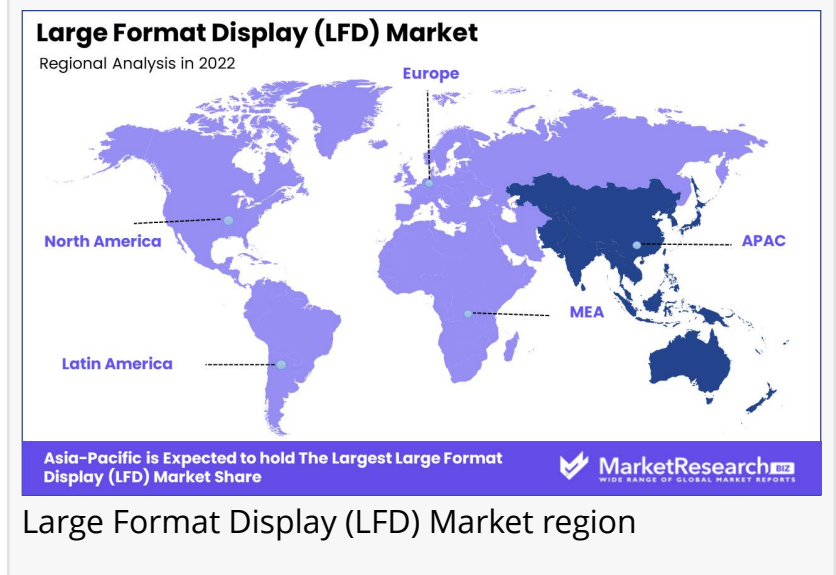 Large Format Display (LFD) Market
Regional Analysis in 2022
Europe
North America
APAC
MEA
Latin America
Asia-Pacific is Expected to hold The Largest Large Format
Display (LFD) Market Share
MarketResearch BIZ
WIDE RANGE OF GLOBAL MARKET REPORTS
Large Format Display (LFD) Market region